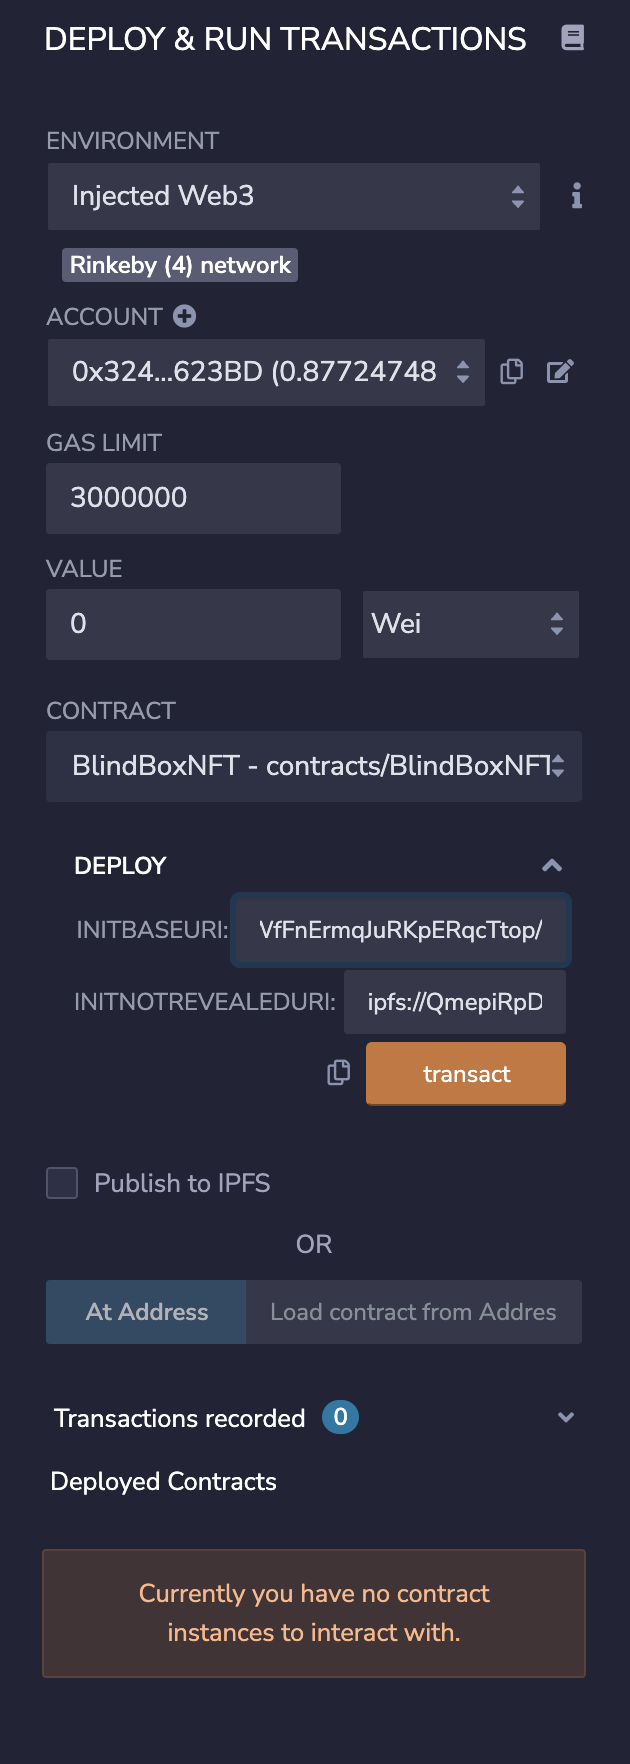 DEPLOY & RUN TRANSACTIONS
ENVIRONMENT
Injected Web3
Rinkeby (4) network
ACCOUNT
0x324...623BD (0.87724748
GAS LIMIT
3000000
VALUE
0
Wei
CONTRACT
BlindBoxNFT - contracts/BlindBoxNFT
DEPLOY
INITBASEURI: VfFnErmqJuRKpERqcTtop/
INITNOTREVEALEDURI: ipfs://QmepiRpD
transact
Publish to IPFS
OR
At Address Load contract from Addres
Transactions recorded 0
Deployed Contracts
Currently you have no contract
instances to interact with.